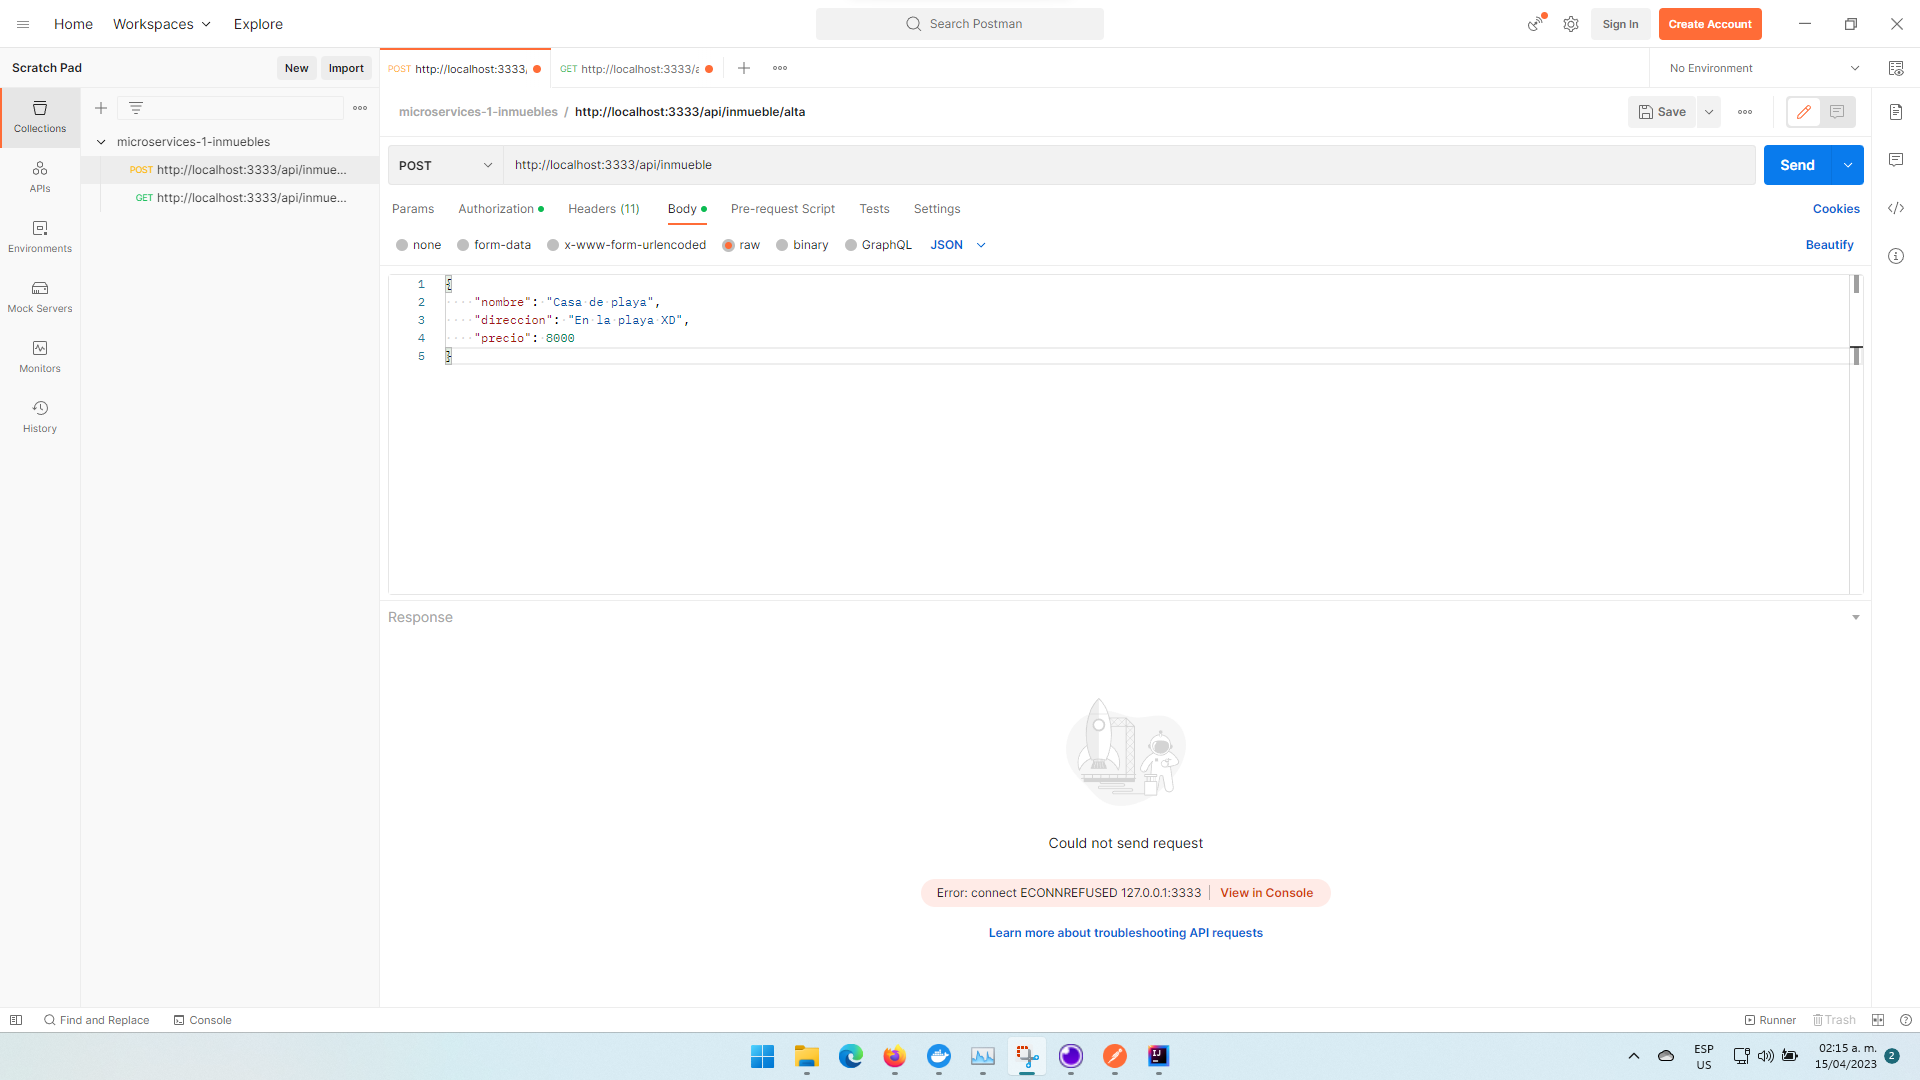 Home Workspaces Explore Search Postman Sign In Create Account
Scratch Pad New Import POST http://localhost:3333, GET http://localhost:3333/a No Environment
Collections
APIs
Environments
Mock Servers
Monitors
History
microservices-1-inmuebles
POST http://localhost:3333/api/inmue...
GET http://localhost:3333/api/inmue...
microservices-1-inmuebles / http://localhost:3333/api/inmueble/alta Save
POST http://localhost:3333/api/inmueble Send
Params Authorization Headers (11) Body Pre-request Script Tests Settings Cookies
none form-data x-www-form-urlencoded raw binary GraphQL JSON Beautify
1 {
2 ····"nombre":·"Casa·de·playa",
3 ····"direccion":·"En·la·playa·XD",
4 ····"precio":·8000
5 }
Response
Could not send request
Error: connect ECONNREFUSED 127.0.0.1:3333 View in Console
Learn more about troubleshooting API requests
Find and Replace Console Runner Trash
ESP
US
02:15 a. m.
15/04/2023
2
IJ